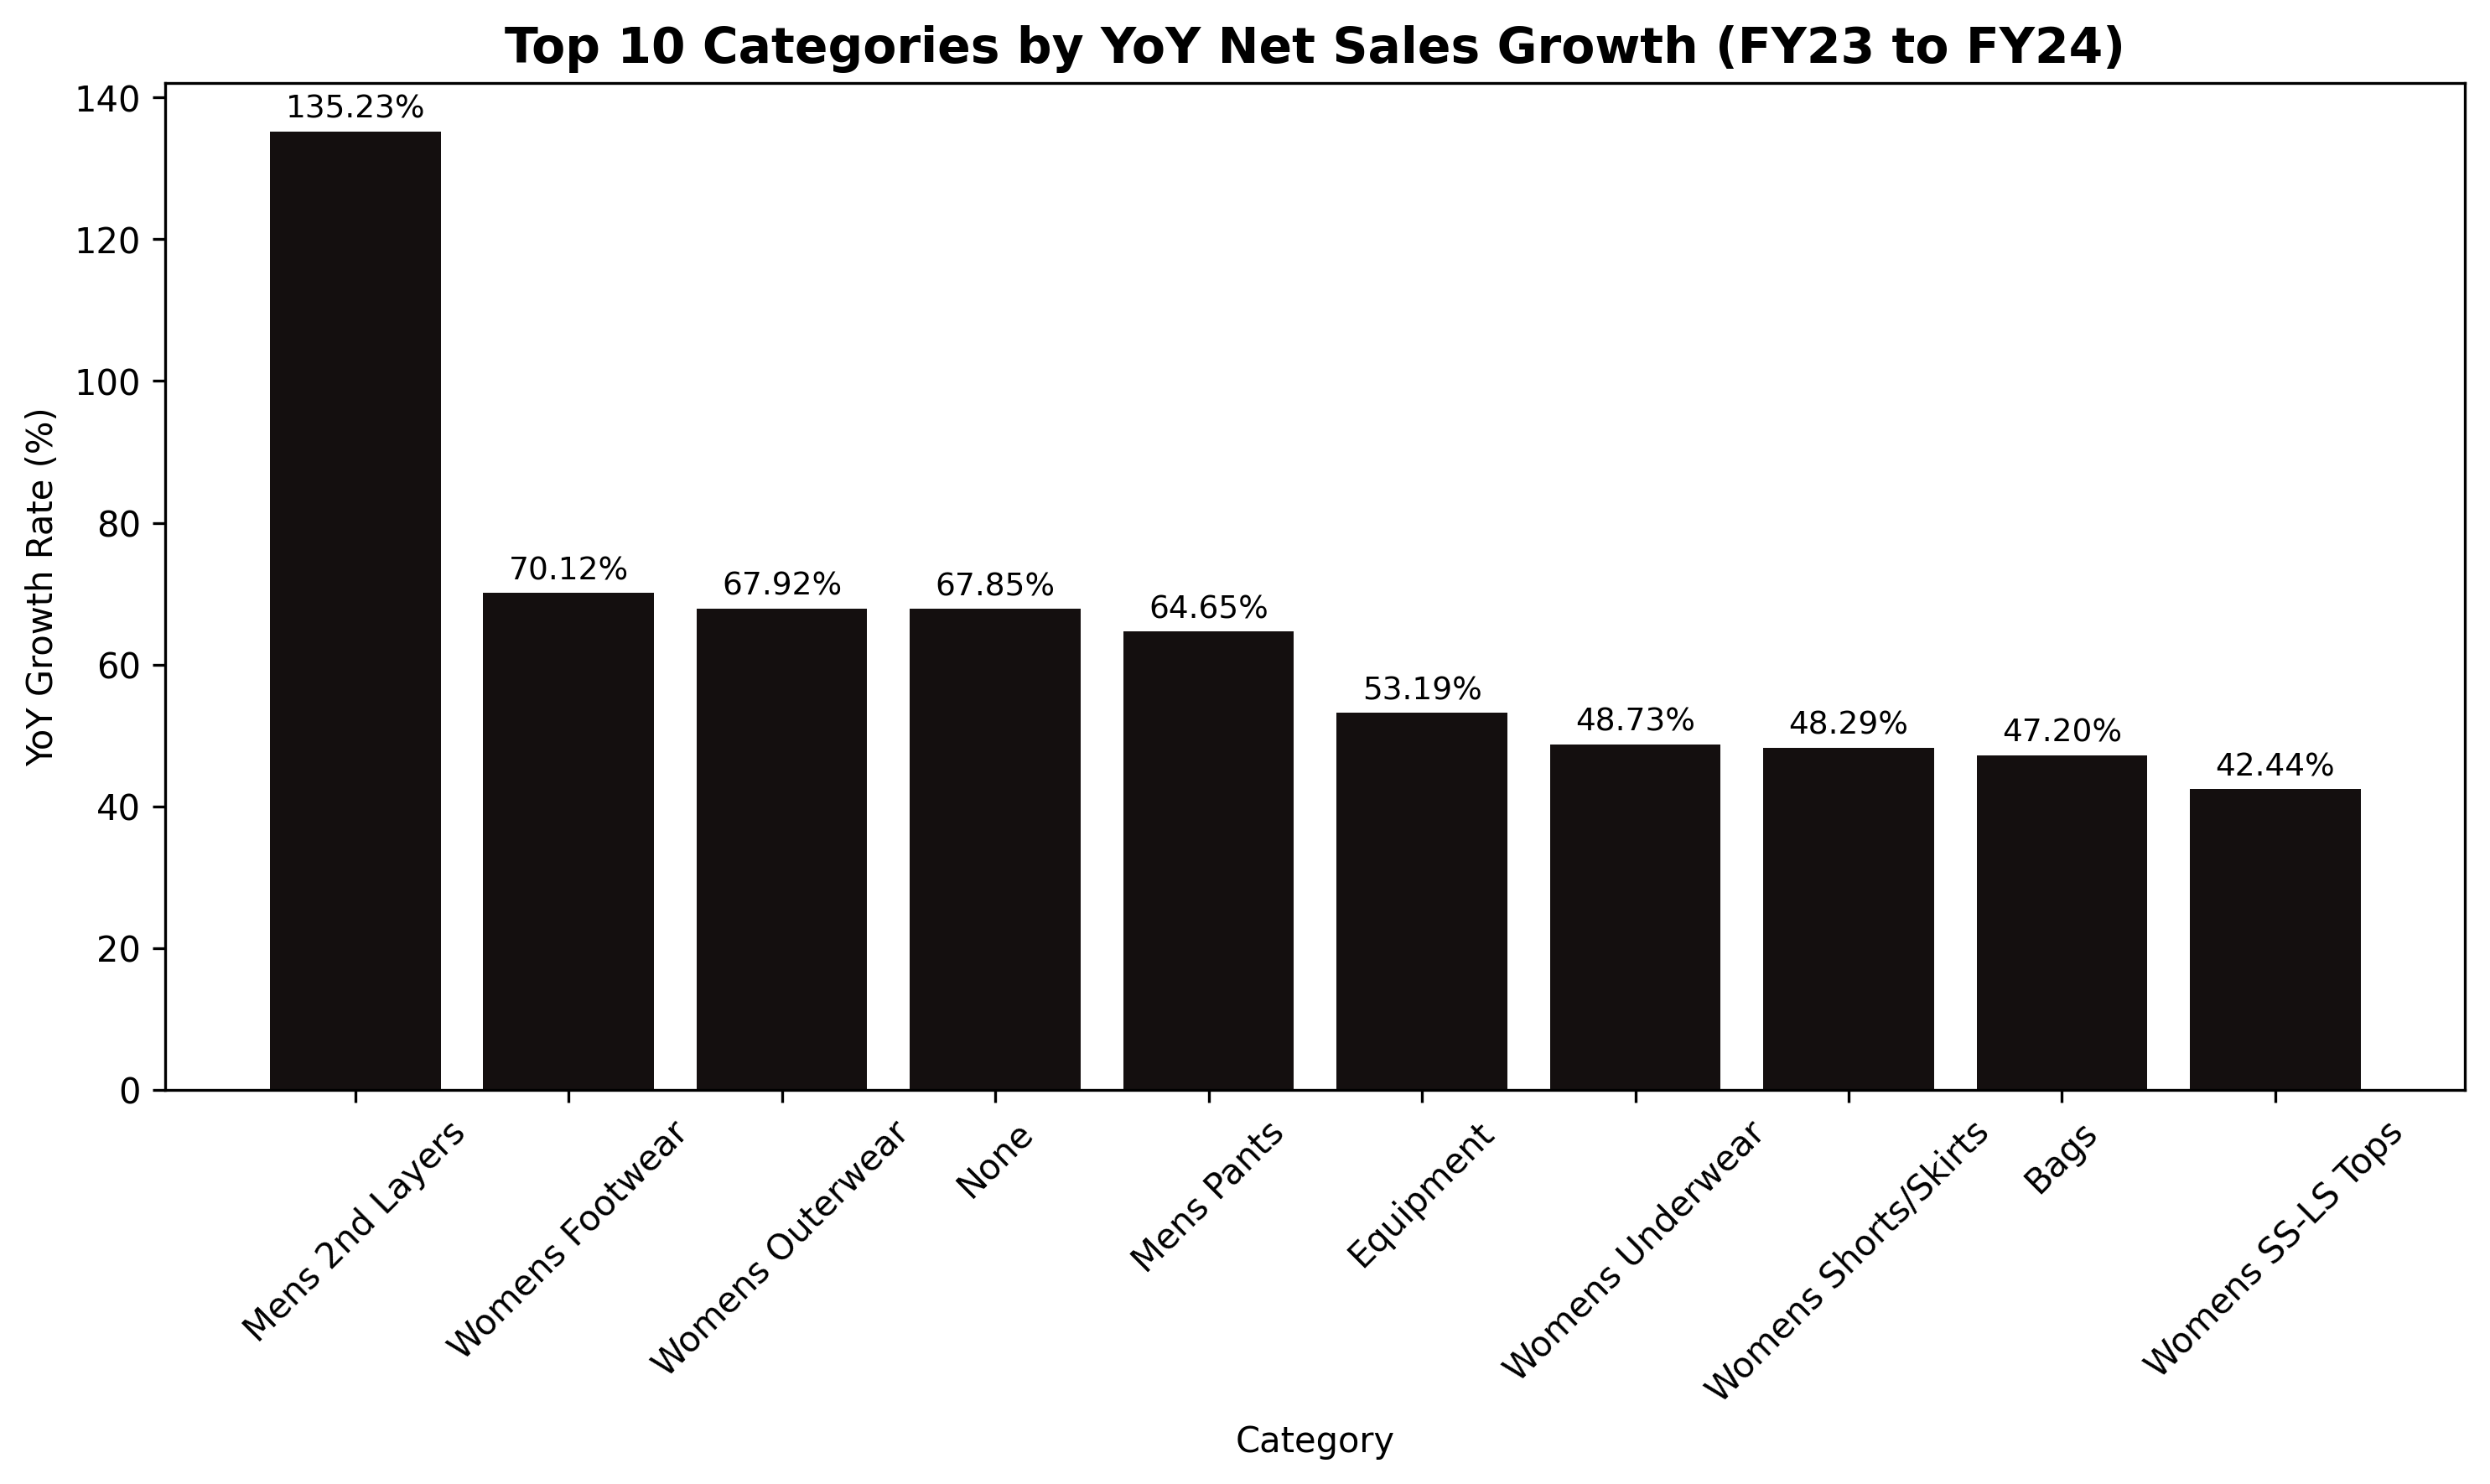 Top 10 Categories by YoY Net Sales Growth (FY23 to FY24)
YoY Growth Rate (%)
140
120
100
80
60
40
20
0
135.23%
70.12%
67.92%
67.85%
64.65%
53.19%
48.73%
48.29%
47.20%
42.44%
Mens 2nd Layers
Womens Footwear
Womens Outerwear
None
Mens Pants
Equipment
Womens Underwear
Womens Shorts/Skirts
Bags
Womens SS-LS Tops
Category